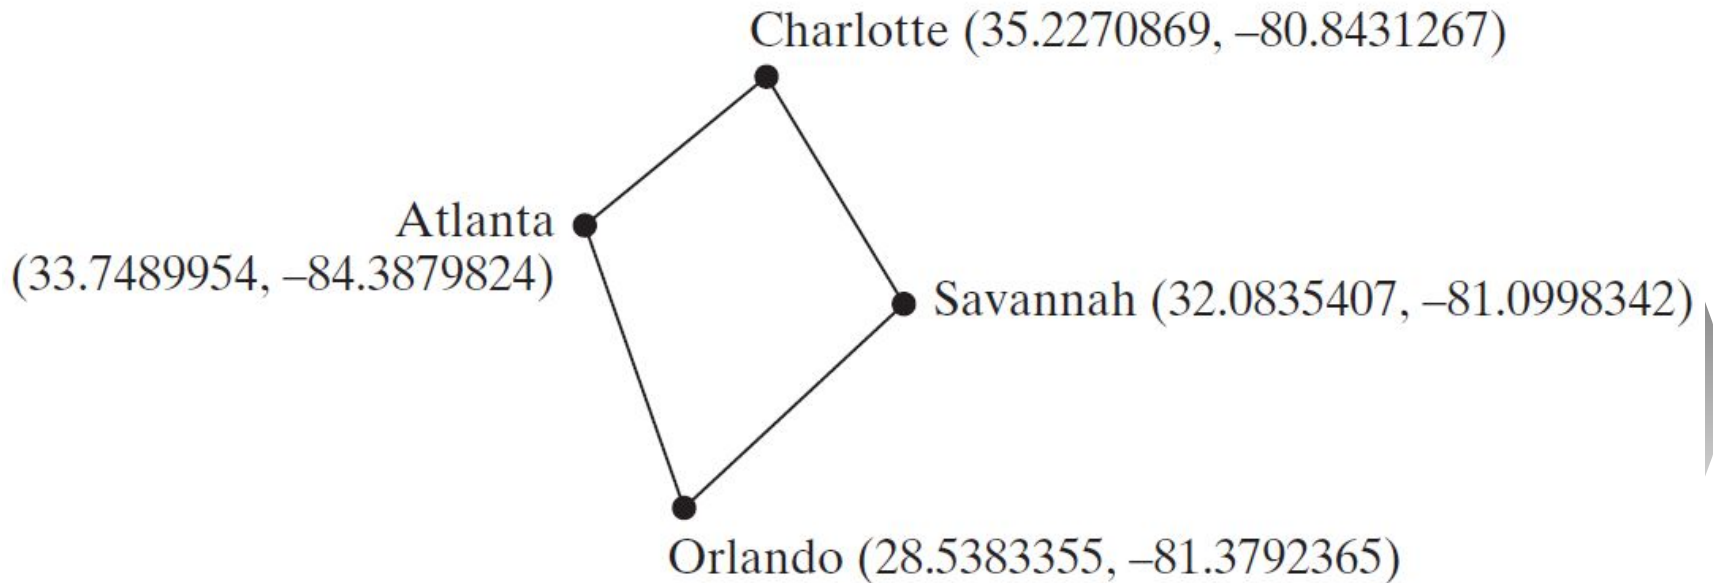 Charlotte (35.2270869, –80.8431267)
Atlanta
(33.7489954, –84.3879824)
Savannah (32.0835407, –81.0998342)
Orlando (28.5383355, –81.3792365)